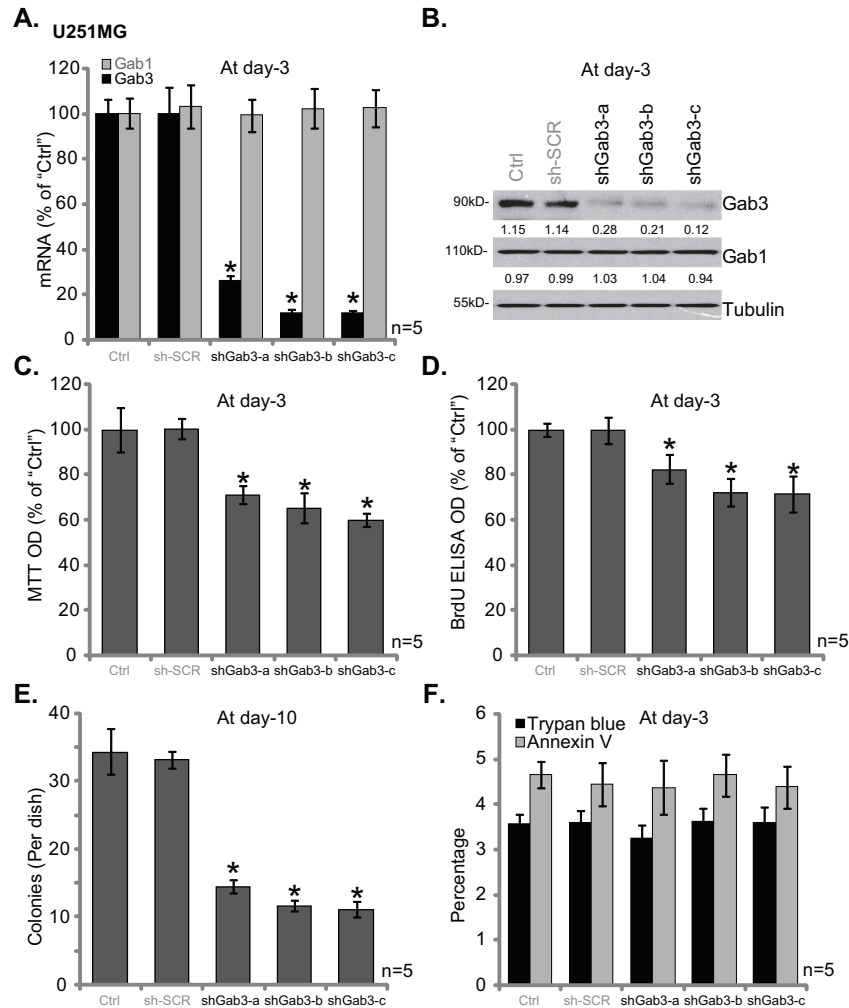 A.
U251MG
Gab1
Gab3
At day-3
mRNA (% of "Ctrl")
120
100
80
60
40
20
0
*
*
*
n=5
Ctrl
sh-SCR
shGab3-a
shGab3-b
shGab3-c
B.
At day-3
Ctrl
sh-SCR
shGab3-a
shGab3-b
shGab3-c
90kD-
Gab3
1.15 1.14 0.28 0.21 0.12
110kD-
Gab1
0.97 0.99 1.03 1.04 0.94
55kD-
Tubulin
C.
At day-3
MTT OD (% of "Ctrl")
120
100
80
60
40
20
0
*
*
*
n=5
Ctrl
sh-SCR
shGab3-a
shGab3-b
shGab3-c
D.
At day-3
BrdU ELISA OD (% of "Ctrl")
120
100
80
60
40
20
0
*
*
*
n=5
Ctrl
sh-SCR
shGab3-a
shGab3-b
shGab3-c
E.
At day-10
Colonies (Per dish)
40
30
20
10
0
*
*
*
n=5
Ctrl
sh-SCR
shGab3-a
shGab3-b
shGab3-c
F.
Trypan blue
Annexin V
At day-3
Percentage
6
5
4
3
2
1
0
n=5
Ctrl
sh-SCR
shGab3-a
shGab3-b
shGab3-c